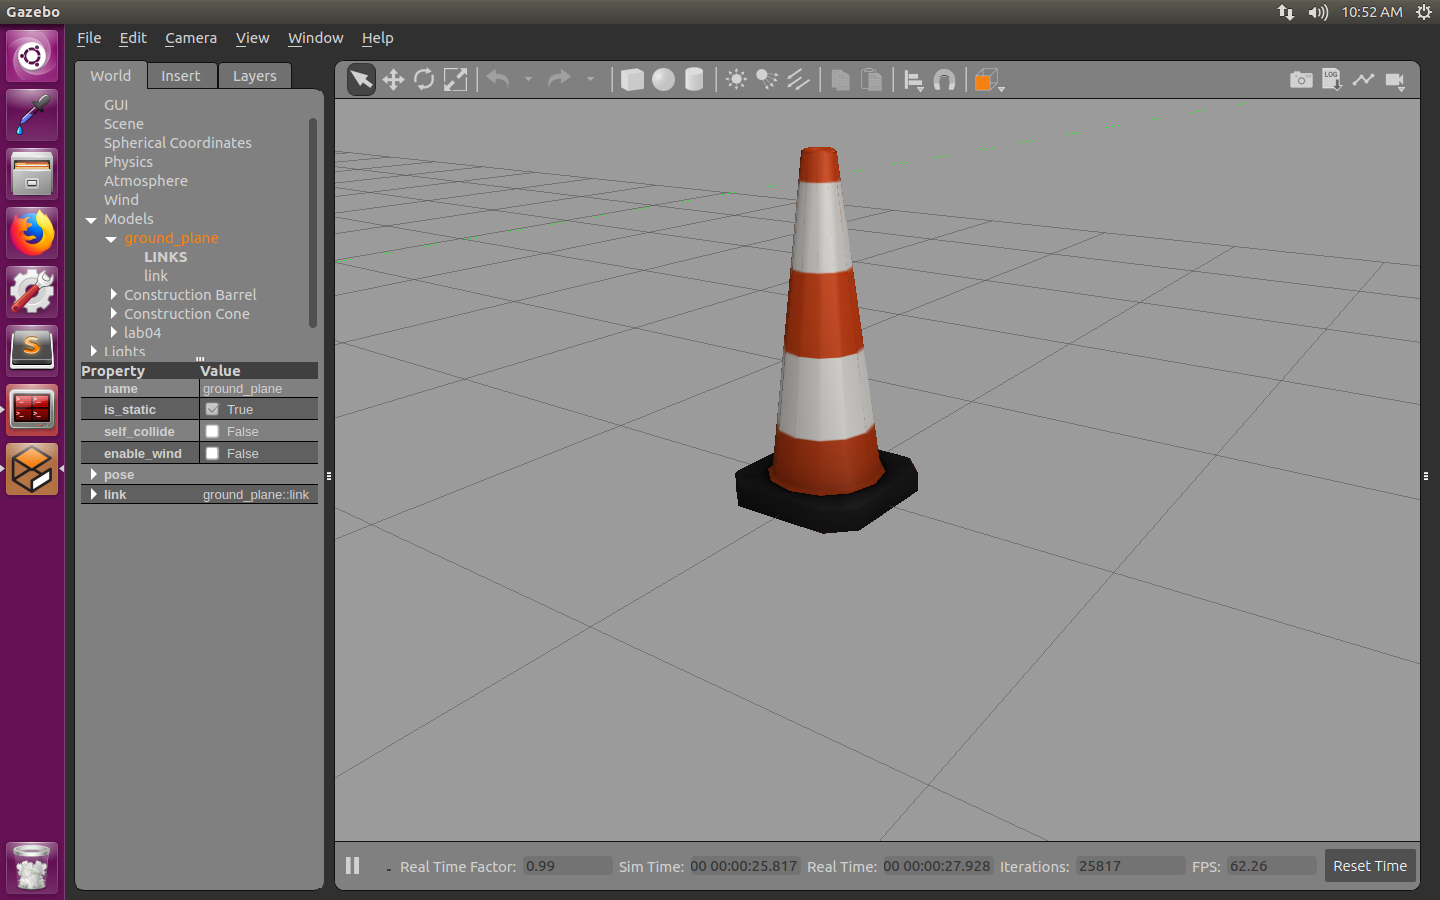 Gazebo
10:52 AM
File Edit Camera View Window Help
World Insert Layers
LOG
GUI
Scene
Spherical Coordinates
Physics
Atmosphere
Wind
Models
ground_plane
LINKS
link
Construction Barrel
Construction Cone
lab04
Lights
Property Value
name ground_plane
is_static True
self_collide False
enable_wind False
pose
link ground_plane::link
Real Time Factor: 0.99 Sim Time: 00 00:00:25.817 Real Time: 00 00:00:27.928 Iterations: 25817 FPS: 62.26 Reset Time